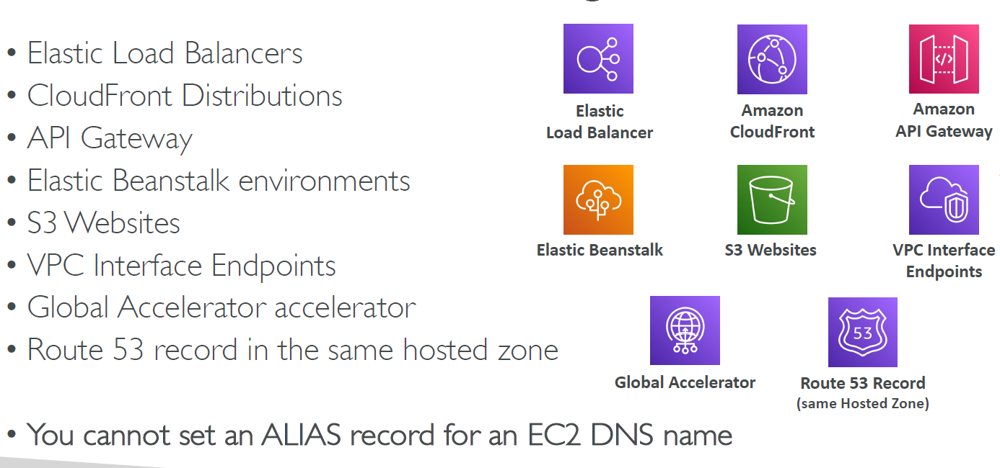 • Elastic Load Balancers
• CloudFront Distributions
• API Gateway
• Elastic Beanstalk environments
• S3 Websites
• VPC Interface Endpoints
• Global Accelerator accelerator
• Route 53 record in the same hosted zone
• You cannot set an ALIAS record for an EC2 DNS name
Elastic
Load Balancer
Amazon
CloudFront
</>
Amazon
API Gateway
Elastic Beanstalk
S3 Websites
VPC Interface
Endpoints
Global Accelerator
53
Route 53 Record
(same Hosted Zone)